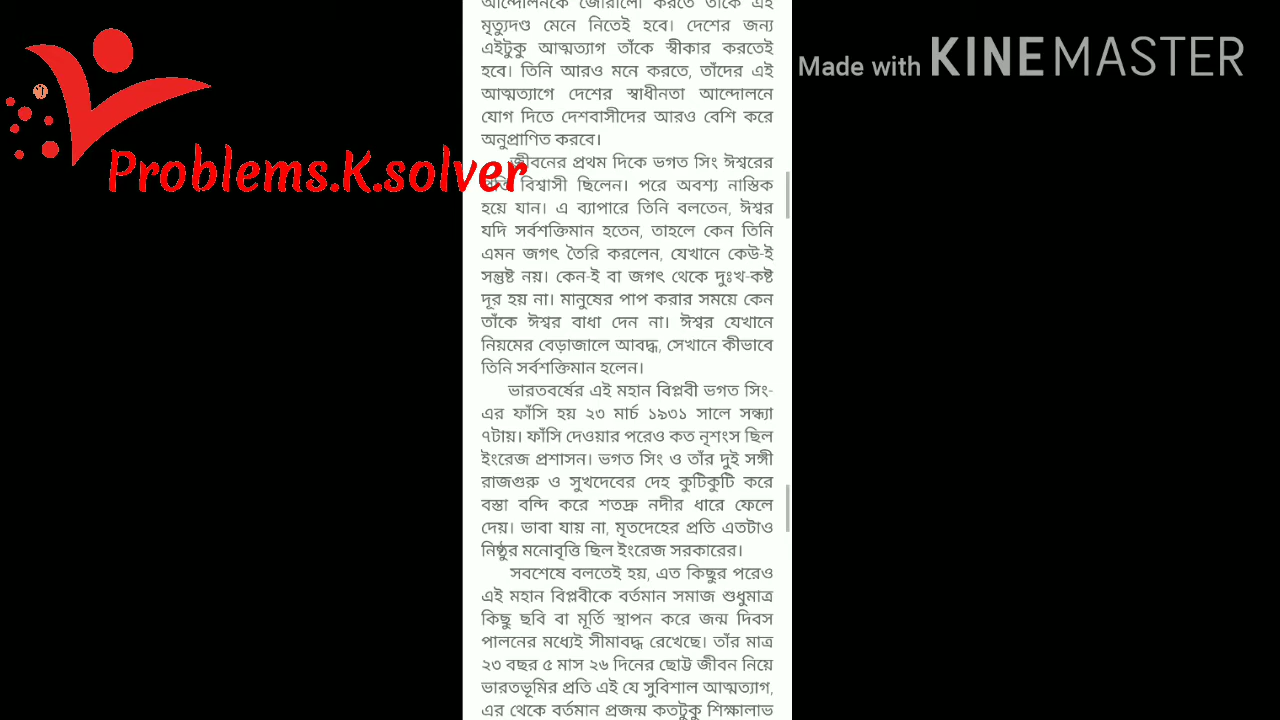 আন্দোলনকে জোরালো করতে তাঁকে এই
মৃত্যুদণ্ড মেনে নিতেই হবে। দেশের জন্য
এইটুকু আত্মত্যাগ তাঁকে স্বীকার করতেই
হবে। তিনি আরও মনে করতে, তাঁদের এই
আত্মত্যাগে দেশের স্বাধীনতা আন্দোলনে
যোগ দিতে দেশবাসীদের আরও বেশি করে
অনুপ্রাণিত করবে।
জীবনের প্রথম দিকে ভগত সিং ঈশ্বরের
বিশ্বাসী ছিলেন। পরে অবশ্য নাস্তিক
হয়ে যান। এ ব্যাপারে তিনি বলতেন, ঈশ্বর
যদি সর্বশক্তিমান হতেন, তাহলে কেন তিনি
এমন জগৎ তৈরি করলেন, যেখানে কেউ-ই
সন্তুষ্ট নয়। কেন-ই বা জগৎ থেকে দুঃখ-কষ্ট
দূর হয় না। মানুষের পাপ করার সময়ে কেন
তাঁকে ঈশ্বর বাধা দেন না। ঈশ্বর যেখানে
নিয়মের বেড়াজালে আবদ্ধ, সেখানে কীভাবে
তিনি সর্বশক্তিমান হলেন।
ভারতবর্ষের এই মহান বিপ্লবী ভগত সিং-
এর ফাঁসি হয় ২৩ মার্চ ১৯৩১ সালে সন্ধ্যা
৭টায়। ফাঁসি দেওয়ার পরেও কত নৃশংস ছিল
ইংরেজ প্রশাসন। ভগত সিং ও তাঁর দুই সঙ্গী
রাজগুরু ও সুখদেবের দেহ কুটিকুটি করে
বস্তা বন্দি করে শতদ্রু নদীর ধারে ফেলে
দেয়। ভাবা যায় না, মৃতদেহের প্রতি এতটাও
নিষ্ঠুর মনোবৃত্তি ছিল ইংরেজ সরকারের।
সবশেষে বলতেই হয়, এত কিছুর পরেও
এই মহান বিপ্লবীকে বর্তমান সমাজ শুধুমাত্র
কিছু ছবি বা মূর্তি স্থাপন করে জন্ম দিবস
পালনের মধ্যেই সীমাবদ্ধ রেখেছে। তাঁর মাত্র
২৩ বছর ৫ মাস ২৬ দিনের ছোট্ট জীবন নিয়ে
ভারতভূমির প্রতি এই যে সুবিশাল আত্মত্যাগ,
এর থেকে বর্তমান প্রজন্ম কতটুকু শিক্ষালাভ
Problems.K.solver
Made with KINEMASTER